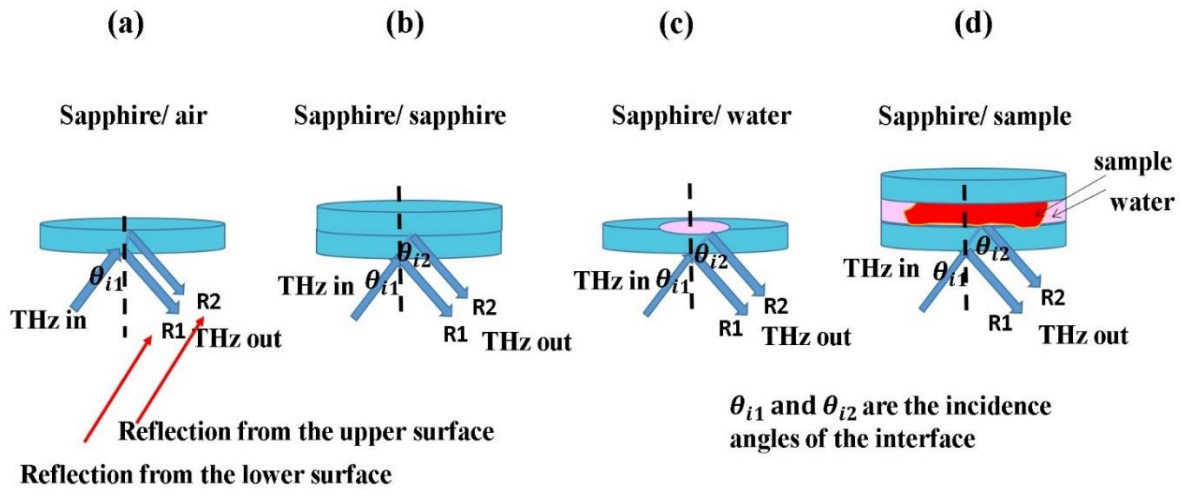 (a)
(b)
(c)
(d)
Sapphire/ air
Sapphire/ sapphire
Sapphire/ water
Sapphire/ sample
sample
water
θi1
THz in
R2
R1
THz out
THz in θi1
θi2
R2
R1
THz out
THz in θi1
θi2
R2
R1
THz out
THz in
θi1
θi2
R2
R1
THz out
Reflection from the upper surface
Reflection from the lower surface
θi1 and θi2 are the incidence
angles of the interface